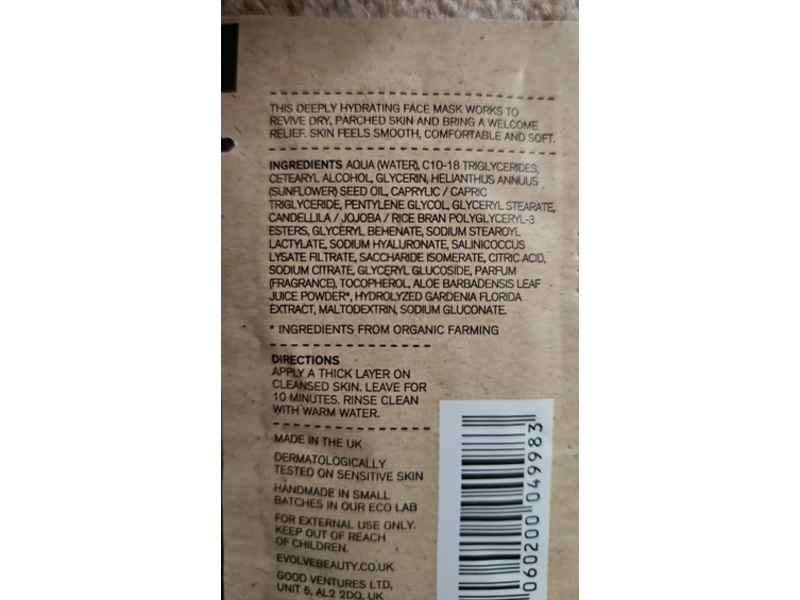 THIS DEEPLY HYDRATING FACE MASK WORKS TO
REVIVE DRY, PARCHED SKIN AND BRING A WELCOME
RELIEF. SKIN FEELS SMOOTH, COMFORTABLE AND SOFT.
INGREDIENTS AQUA (WATER), C10-18 TRIGLYCERIDES,
CETEARYL ALCOHOL, GLYCERIN, HELIANTHUS ANNUUS
(SUNFLOWER) SEED OIL, CAPRYLIC / CAPRIC
TRIGLYCERIDE, PENTYLENE GLYCOL, GLYCERYL STEARATE,
CANDELLILA / JOJOBA / RICE BRAN POLYGLYCERYL-3
ESTERS, GLYCERYL BEHENATE, SODIUM STEAROYL
LACTYLATE, SODIUM HYALURONATE, SALINICOCCUS
LYSATE FILTRATE, SACCHARIDE ISOMERATE, CITRIC ACID,
SODIUM CITRATE, GLYCERYL GLUCOSIDE, PARFUM
(FRAGRANCE), TOCOPHEROL, ALOE BARBADENSIS LEAF
JUICE POWDER*, HYDROLYZED GARDENIA FLORIDA
EXTRACT, MALTODEXTRIN, SODIUM GLUCONATE.
* INGREDIENTS FROM ORGANIC FARMING
DIRECTIONS
APPLY A THICK LAYER ON
CLEANSED SKIN. LEAVE FOR
10 MINUTES. RINSE CLEAN
WITH WARM WATER.
MADE IN THE UK
DERMATOLOGICALLY
TESTED ON SENSITIVE SKIN
HANDMADE IN SMALL
BATCHES IN OUR ECO LAB
FOR EXTERNAL USE ONLY.
KEEP OUT OF REACH
OF CHILDREN.
EVOLVEBEAUTY.CO.UK
GOOD VENTURES LTD,
UNIT 5, AL2 2DO, UK
060200 049983